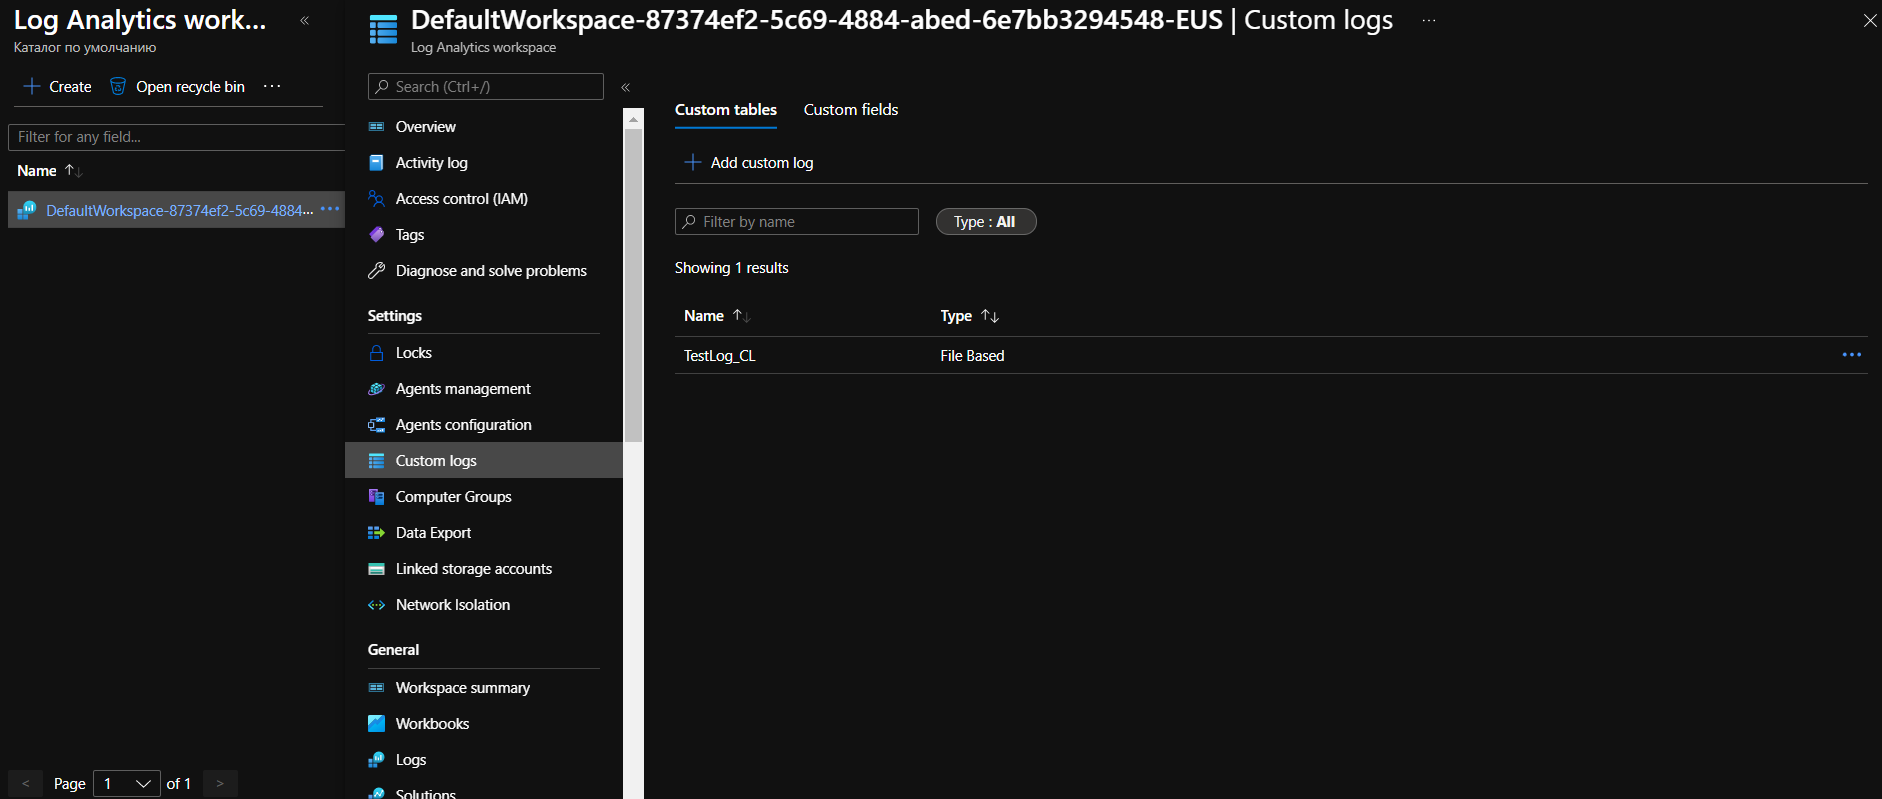 Log Analytics work... «
Каталог по умолчанию
Create Open recycle bin ...
Filter for any field...
Name ↑↓
DefaultWorkspace-87374ef2-5c69-4884... ...
< Page 1 of 1 >
DefaultWorkspace-87374ef2-5c69-4884-abed-6e7bb3294548-EUS | Custom logs ...
Log Analytics workspace
Search (Ctrl+/) «
Overview
Activity log
Access control (IAM)
Tags
Diagnose and solve problems
Settings
Locks
Agents management
Agents configuration
Custom logs
Computer Groups
Data Export
Linked storage accounts
Network Isolation
General
Workspace summary
Workbooks
Logs
Solutions
Custom tables Custom fields
+ Add custom log
Filter by name Type : All
Showing 1 results
Name ↑↓ Type ↑↓
TestLog_CL File Based ...